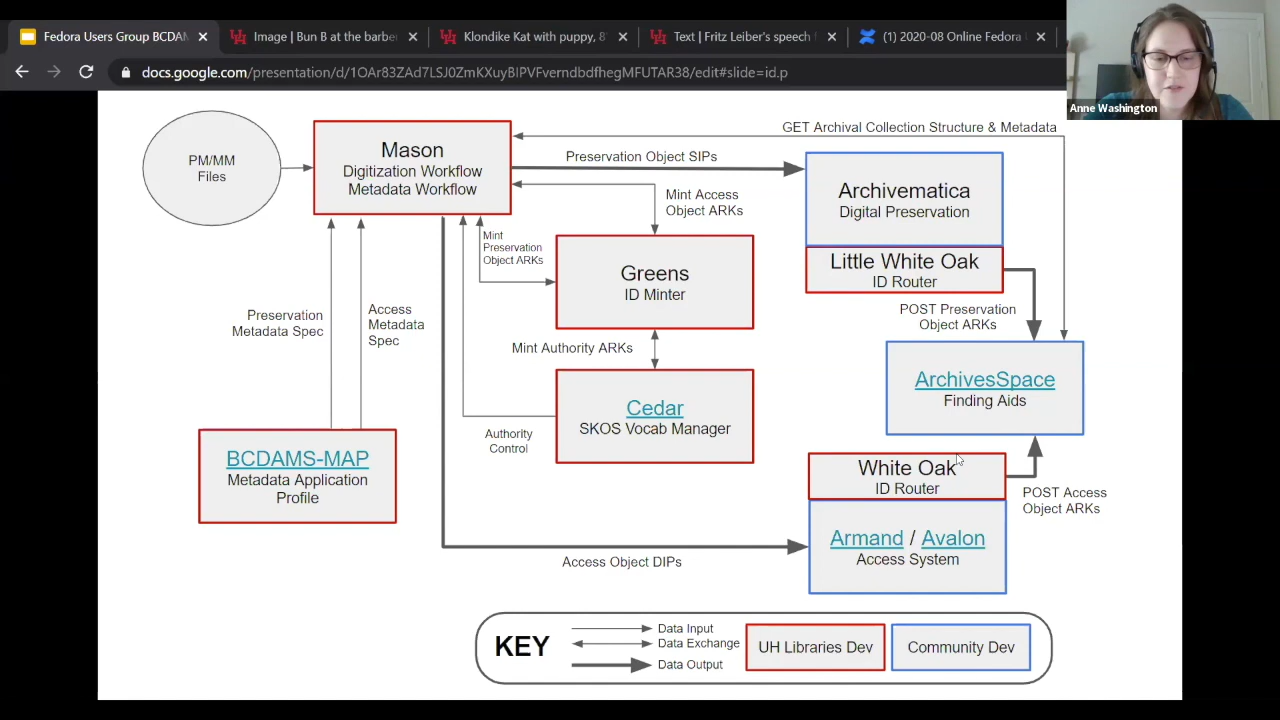 Fedora Users Group BCDAM
Image | Bun B at the barbe
Klondike Kat with puppy, 8"
Text | Fritz Leiber's speech
(1) 2020-08 Online Fedora
docs.google.com/presentation/d/1OAr83ZAd7LSJ0ZmKXuyBIPVFverndbdfhegMFUTAR38/edit#slide=id.p
Anne Washington
PM/MM
Files
Mason
Digitization Workflow
Metadata Workflow
GET Archival Collection Structure & Metadata
Preservation Object SIPs
Archivematica
Digital Preservation
Little White Oak
ID Router
Mint Access
Object ARKs
Mint
Preservation
Object ARKs
Greens
ID Minter
POST Preservation
Object ARKs
Preservation
Metadata Spec
Access
Metadata
Spec
Mint Authority ARKs
ArchivesSpace
Finding Aids
Cedar
SKOS Vocab Manager
Authority
Control
BCDAMS-MAP
Metadata Application
Profile
White Oak
ID Router
POST Access
Object ARKs
Armand / Avalon
Access System
Access Object DIPs
KEY
Data Input
Data Exchange
Data Output
UH Libraries Dev
Community Dev